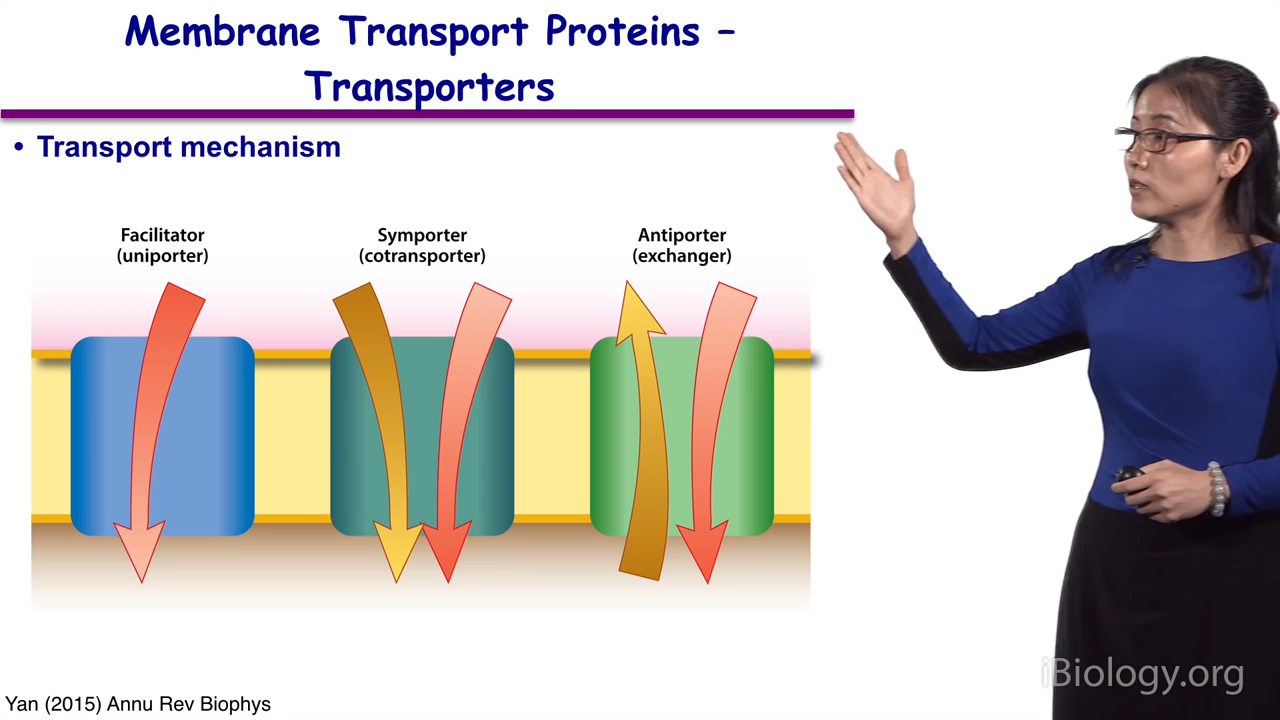 Membrane Transport Proteins –
Transporters
• Transport mechanism
Facilitator
(uniporter)
Symporter
(cotransporter)
Antiporter
(exchanger)
Yan (2015) Annu Rev Biophys
iBiology.org